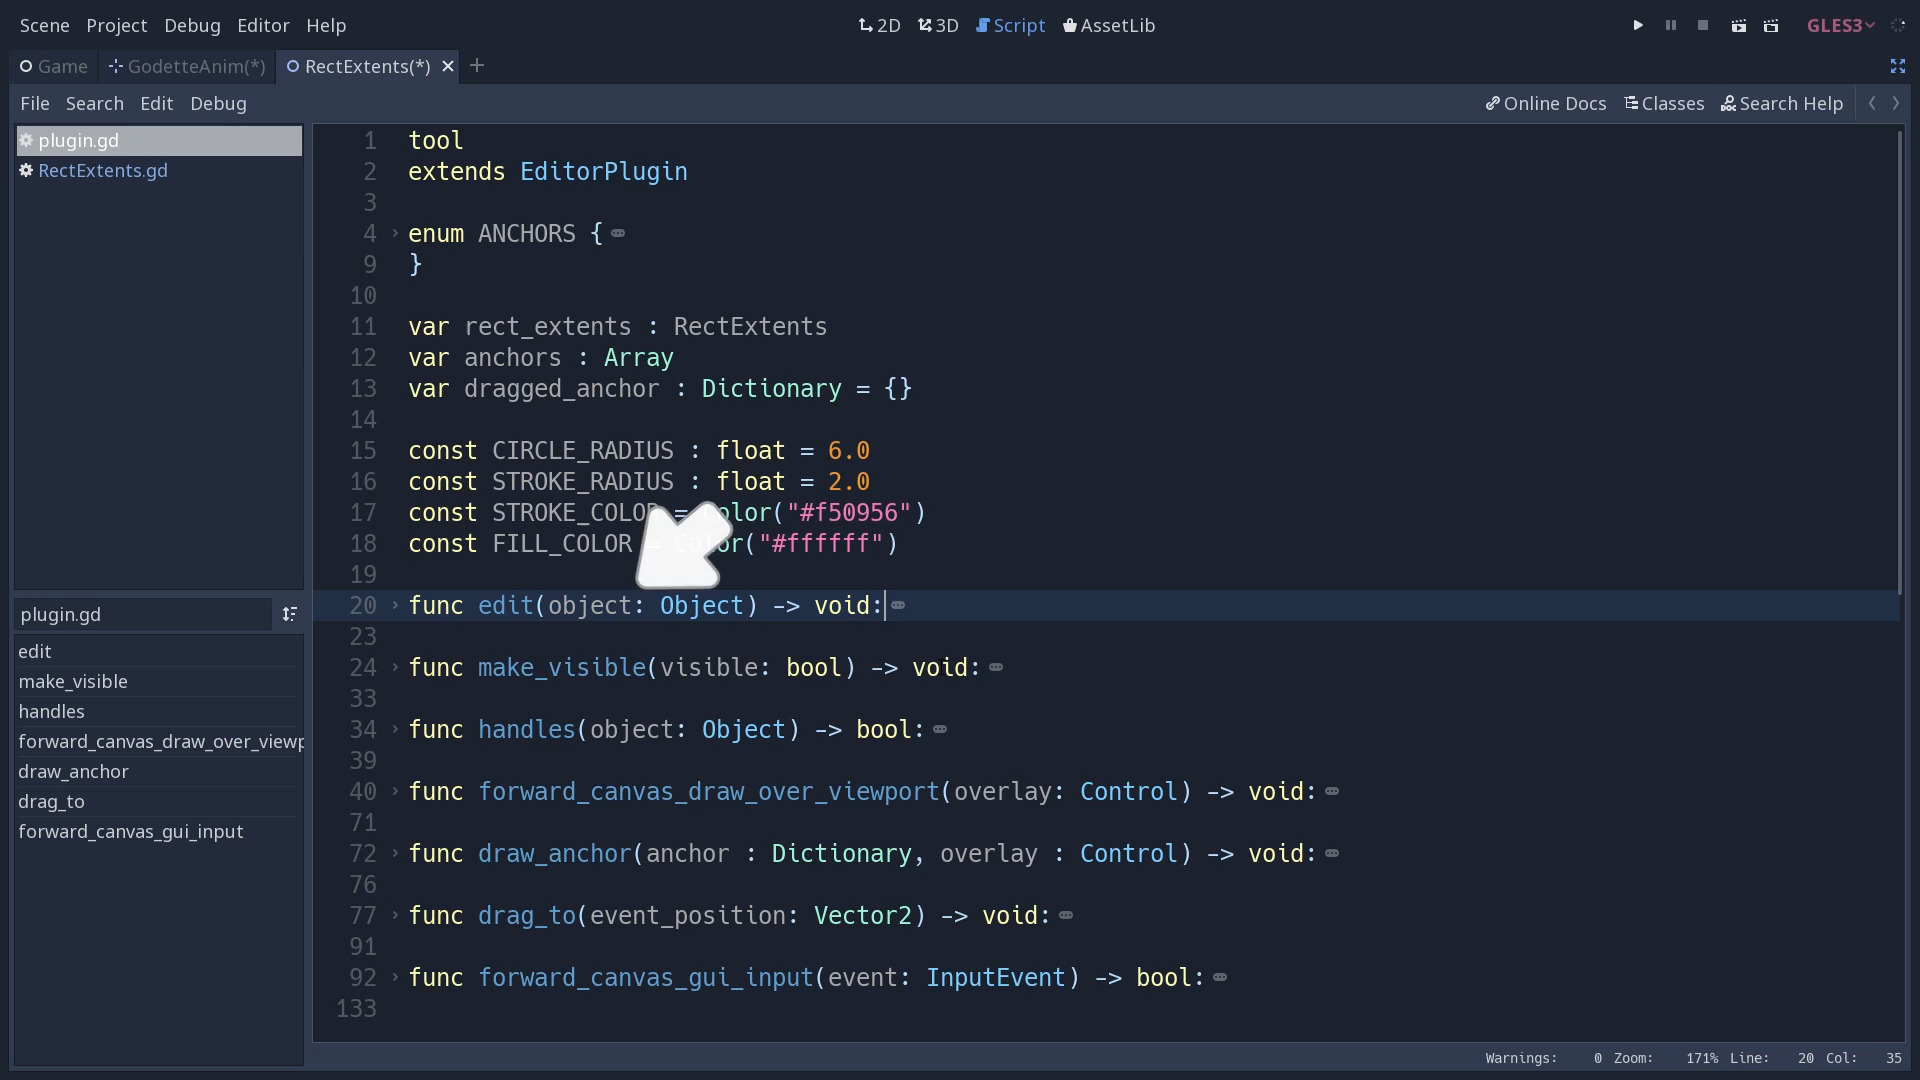 Scene Project Debug Editor Help 2D 3D Script AssetLib GLES3
Game GodetteAnim(*) RectExtents(*)
File Search Edit Debug Online Docs Classes Search Help
plugin.gd
RectExtents.gd
plugin.gd
edit
make_visible
handles
forward_canvas_draw_over_viewp
draw_anchor
drag_to
forward_canvas_gui_input
1 tool
2 extends EditorPlugin
3
4 enum ANCHORS {
9 }
10
11 var rect_extents : RectExtents
12 var anchors : Array
13 var dragged_anchor : Dictionary = {}
14
15 const CIRCLE_RADIUS : float = 6.0
16 const STROKE_RADIUS : float = 2.0
17 const STROKE_COLOR = Color("#f50956")
18 const FILL_COLOR = Color("#ffffff")
19
20 func edit(object: Object) -> void:
23
24 func make_visible(visible: bool) -> void:
33
34 func handles(object: Object) -> bool:
39
40 func forward_canvas_draw_over_viewport(overlay: Control) -> void:
71
72 func draw_anchor(anchor : Dictionary, overlay : Control) -> void:
76
77 func drag_to(event_position: Vector2) -> void:
91
92 func forward_canvas_gui_input(event: InputEvent) -> bool:
133
Warnings: 0 Zoom: 171% Line: 20 Col: 35